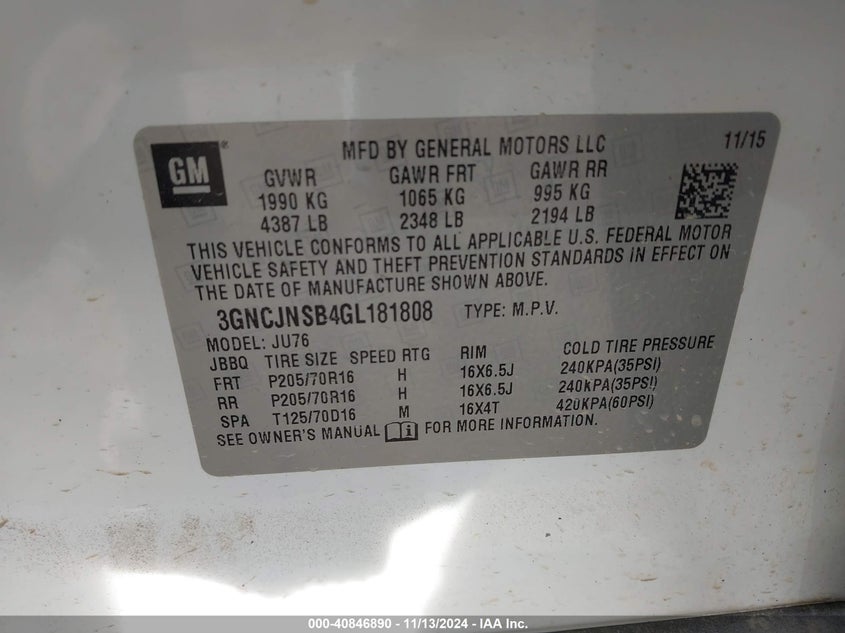 GM ®
MFD BY GENERAL MOTORS LLC 11/15
GVWR GAWR FRT GAWR RR
1990 KG 1065 KG 995 KG
4387 LB 2348 LB 2194 LB
THIS VEHICLE CONFORMS TO ALL APPLICABLE U.S. FEDERAL MOTOR
VEHICLE SAFETY AND THEFT PREVENTION STANDARDS IN EFFECT ON
THE DATE OF MANUFACTURE SHOWN ABOVE.
3GNCJNSB4GL181808 TYPE: M.P.V.
MODEL: JU76
JBBQ TIRE SIZE SPEED RTG RIM COLD TIRE PRESSURE
FRT P205/70R16 H 16X6.5J 240KPA(35PSI)
RR P205/70R16 H 16X6.5J 240KPA(35PSI)
SPA T125/70D16 M 16X4T 420KPA(60PSI)
SEE OWNER'S MANUAL FOR MORE INFORMATION.
000-40846890 - 11/13/2024 - IAA Inc.